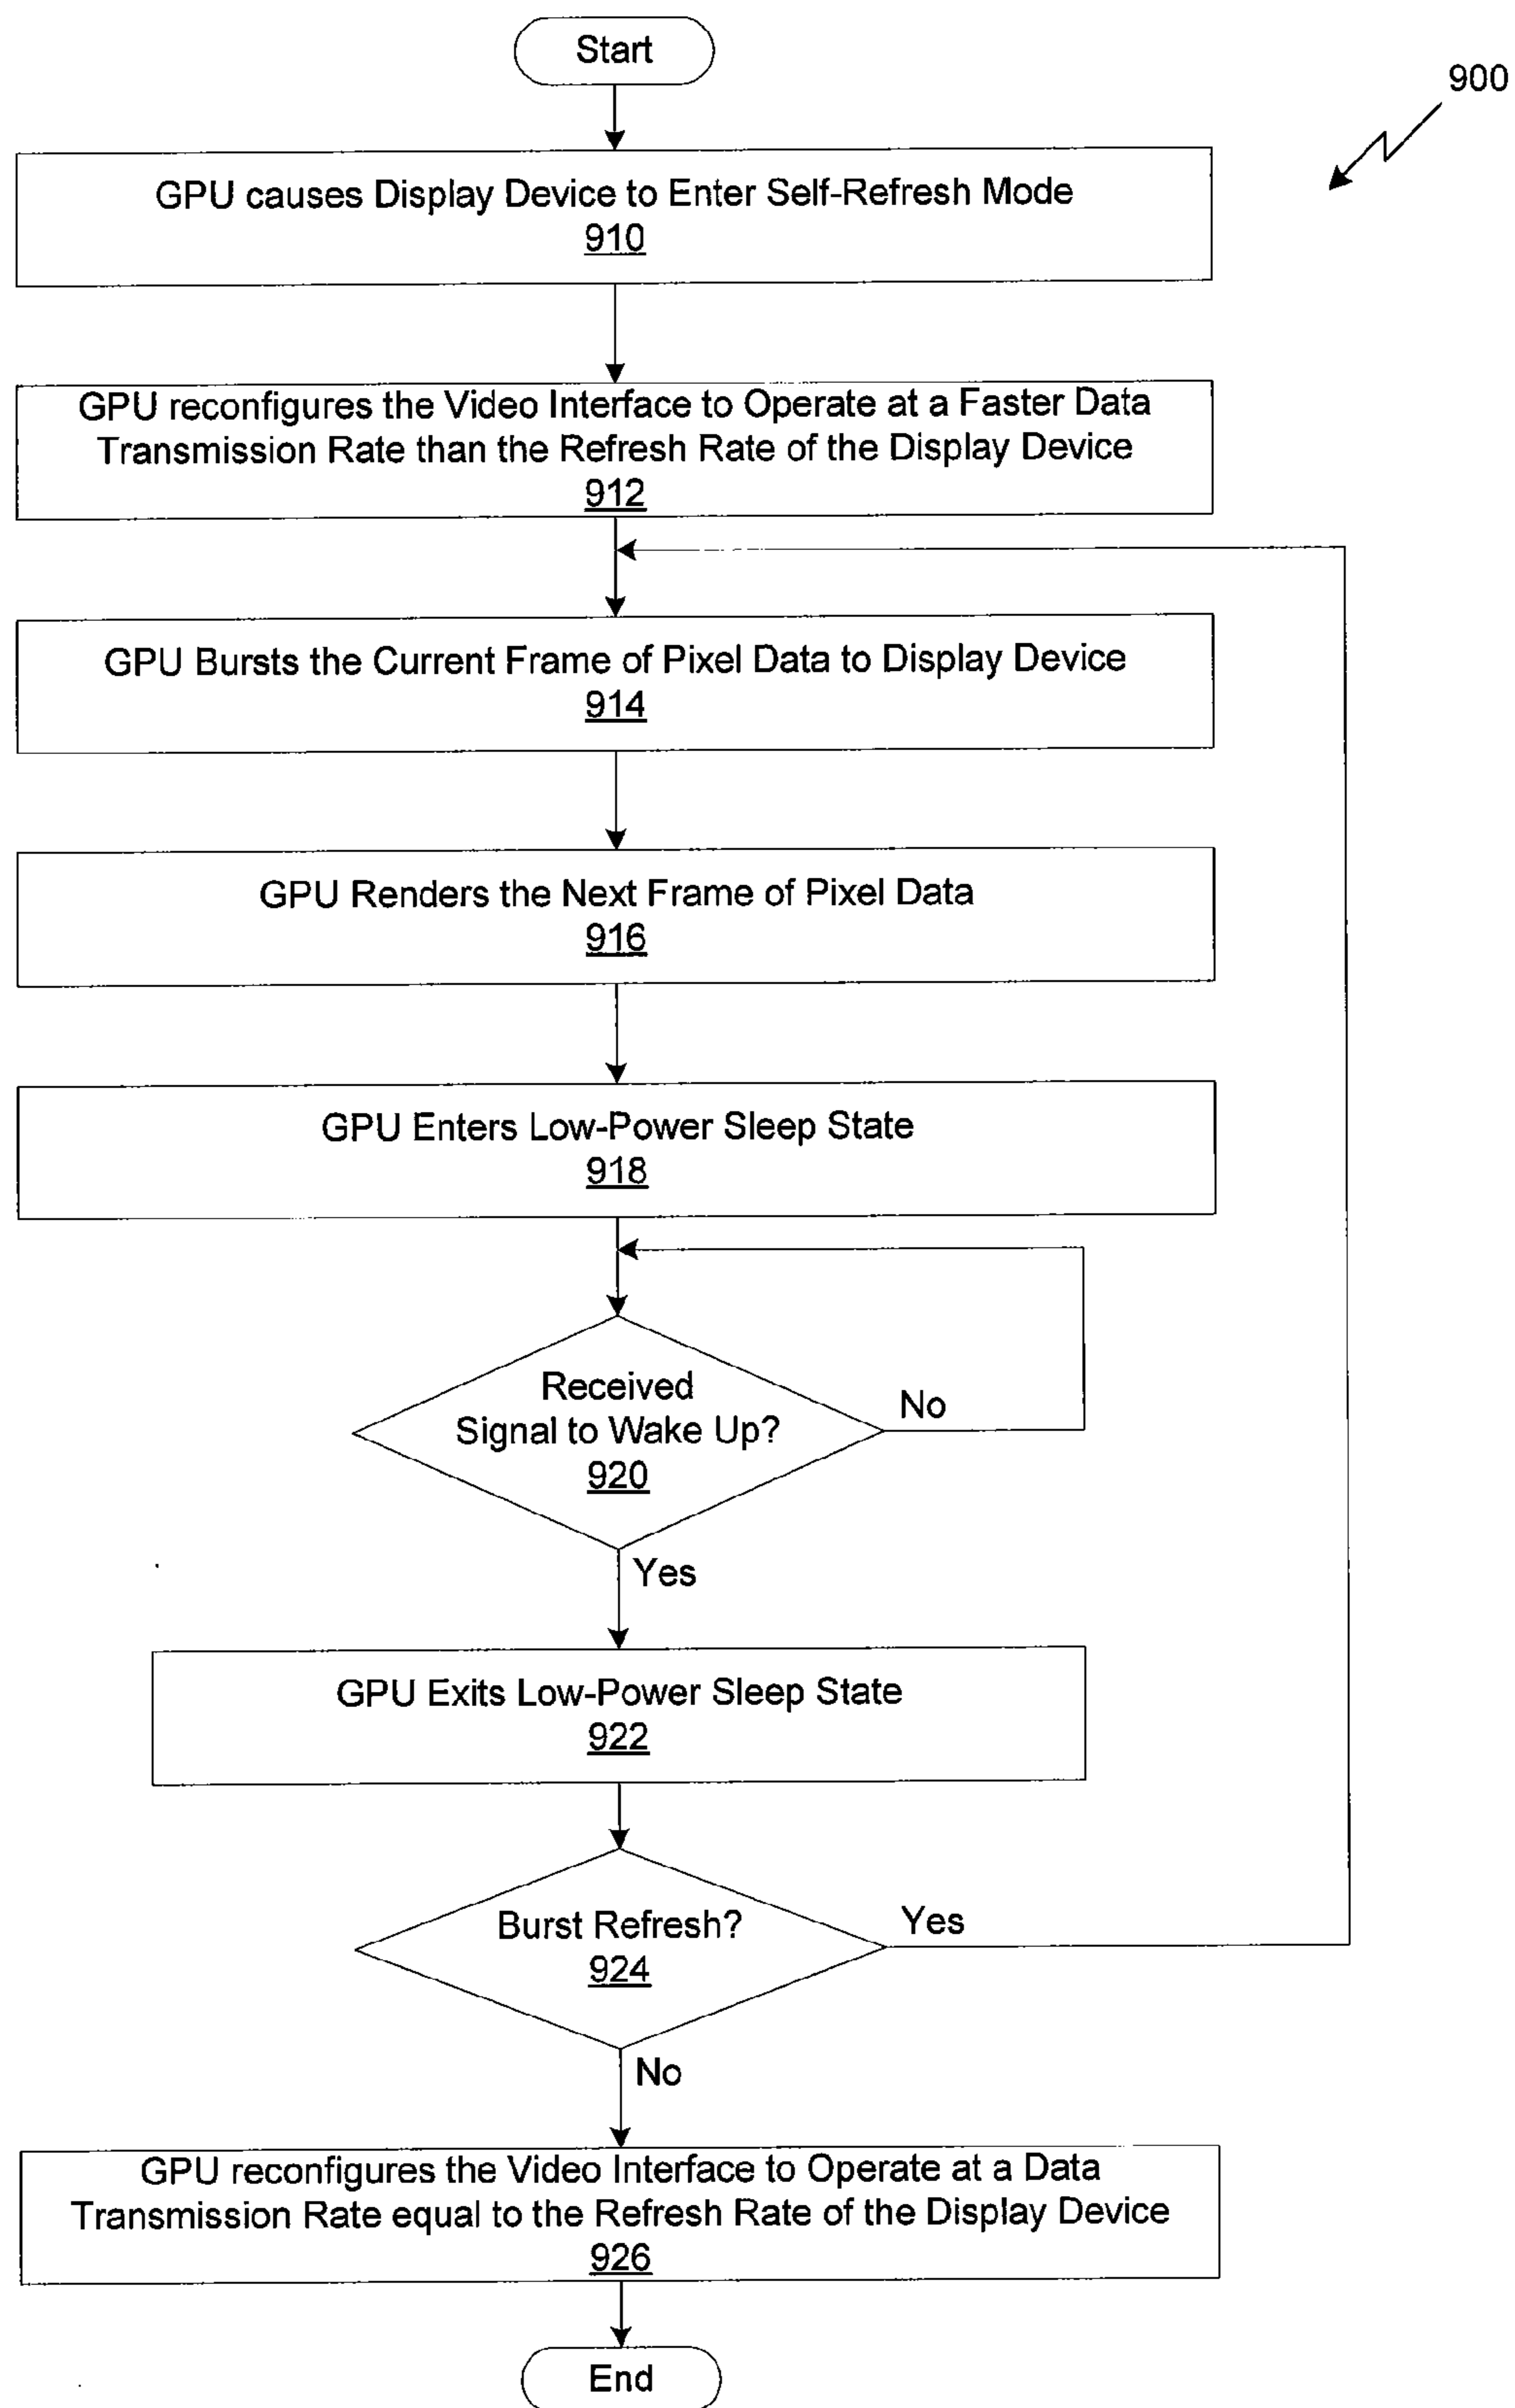 Start
900
GPU causes Display Device to Enter Self-Refresh Mode
910
GPU reconfigures the Video Interface to Operate at a Faster Data
Transmission Rate than the Refresh Rate of the Display Device
912
GPU Bursts the Current Frame of Pixel Data to Display Device
914
GPU Renders the Next Frame of Pixel Data
916
GPU Enters Low-Power Sleep State
918
Received
Signal to Wake Up?
920
No
Yes
GPU Exits Low-Power Sleep State
922
Burst Refresh?
924
Yes
No
GPU reconfigures the Video Interface to Operate at a Data
Transmission Rate equal to the Refresh Rate of the Display Device
926
End